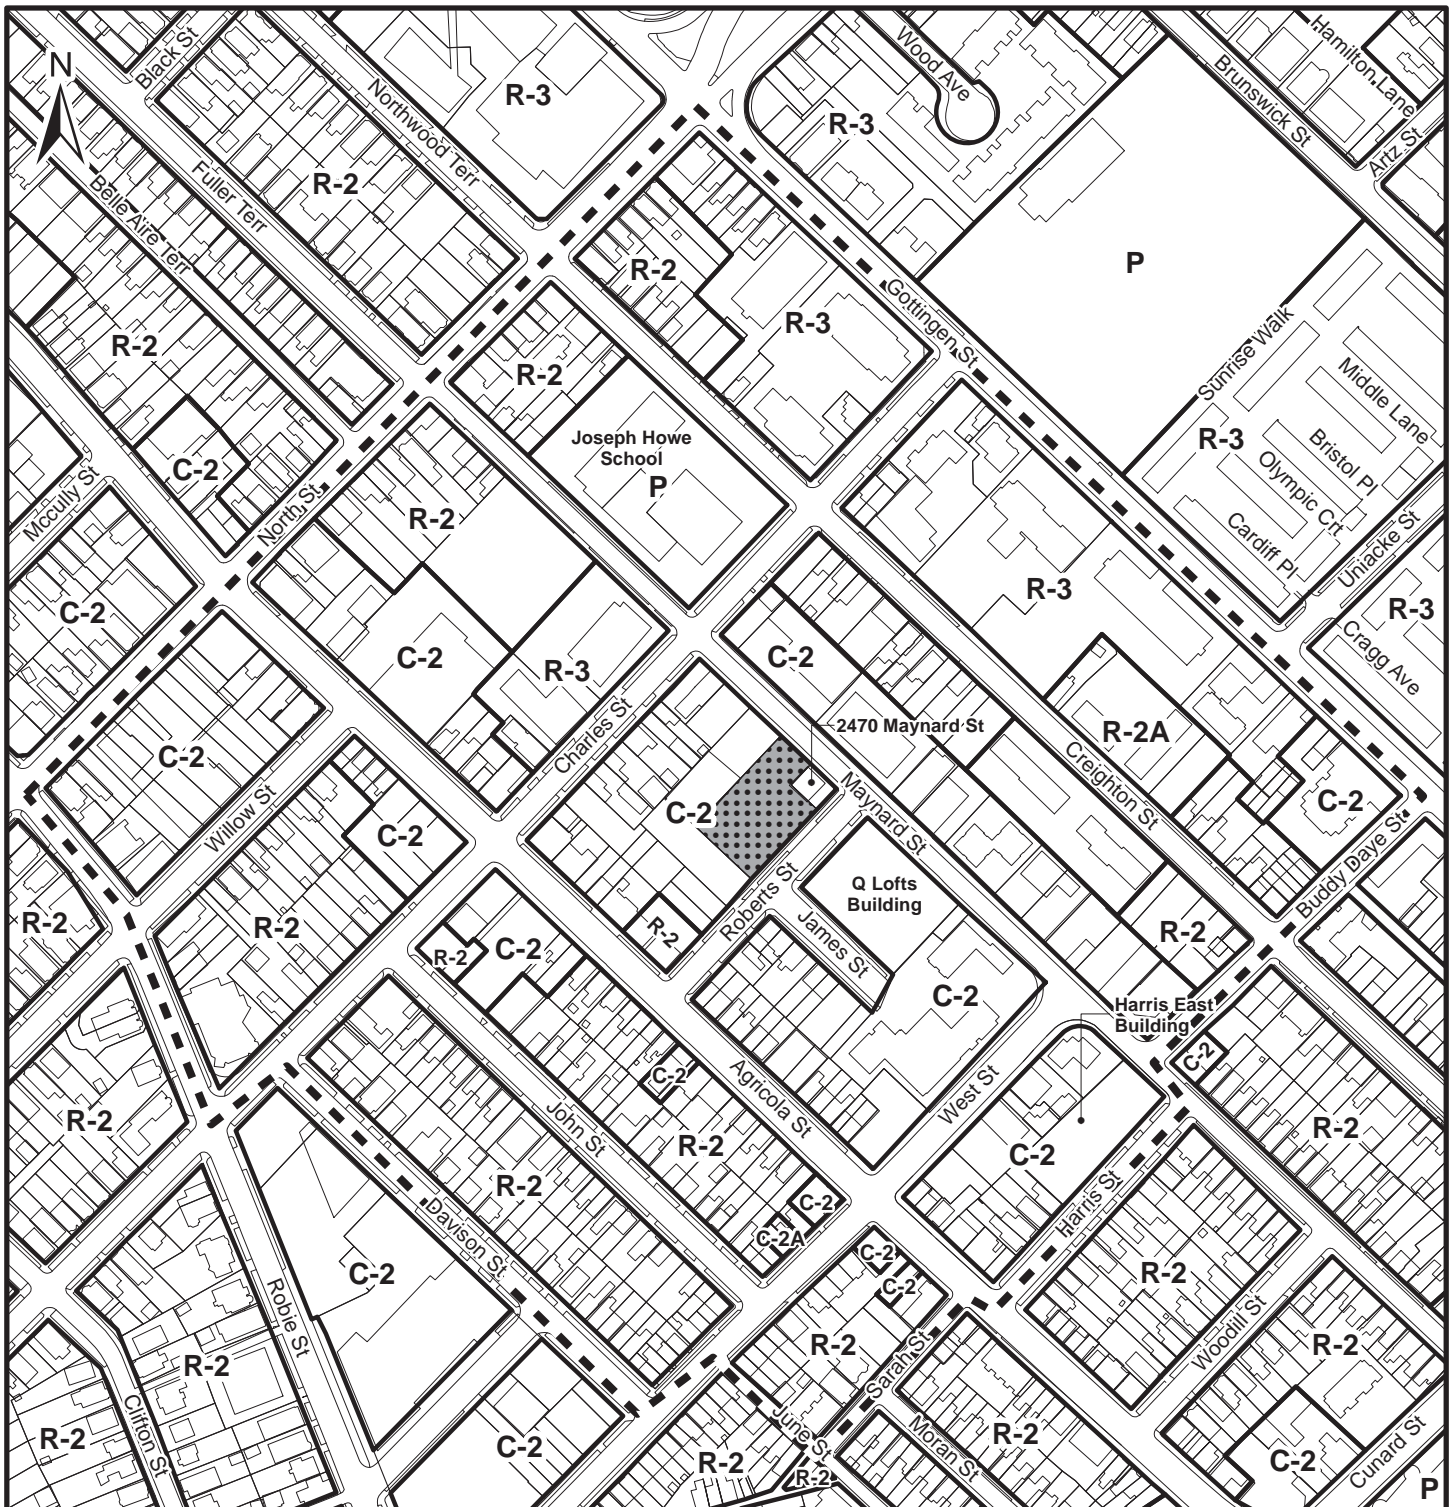 Black St
N
Northwood Terr
R-3
Wood Ave
R-3
Brunswick St
Hamilton Lane
Artz St
Belle Aire Terr
Fuller Terr
R-2
R-2
R-3
Gottingen St
P
Sunrise Walk
Middle Lane
R-2
R-2
Joseph Howe
School
P
R-3
Bristol Pl
Olympic Crt
Cardiff Pl
C-2
Mccully St
North St
R-2
Uniacke St
R-3
R-3
Cragg Ave
C-2
C-2
R-3
C-2
Charles St
2470 Maynard St
R-2A
C-2
Willow St
C-2
C-2
Maynard St
Creighton St
C-2
Buddy Daye St
R-2
R-2
R-2
R-2
C-2
Roberts St
Q Lofts
Building
James St
C-2
R-2
Harris East
Building
C-2
R-2
John St
C-2
R-2
Agricola St
West St
C-2
R-2
Davison St
R-2
C-2
C-2A
Harris St
C-2
Robe St
C-2
C-2
R-2
R-2
Woodill St
R-2
R-2
Clifton St
R-2
C-2
June St
R-2
R-2
Sarah St
Moran St
R-2
C-2
Cunard St
P